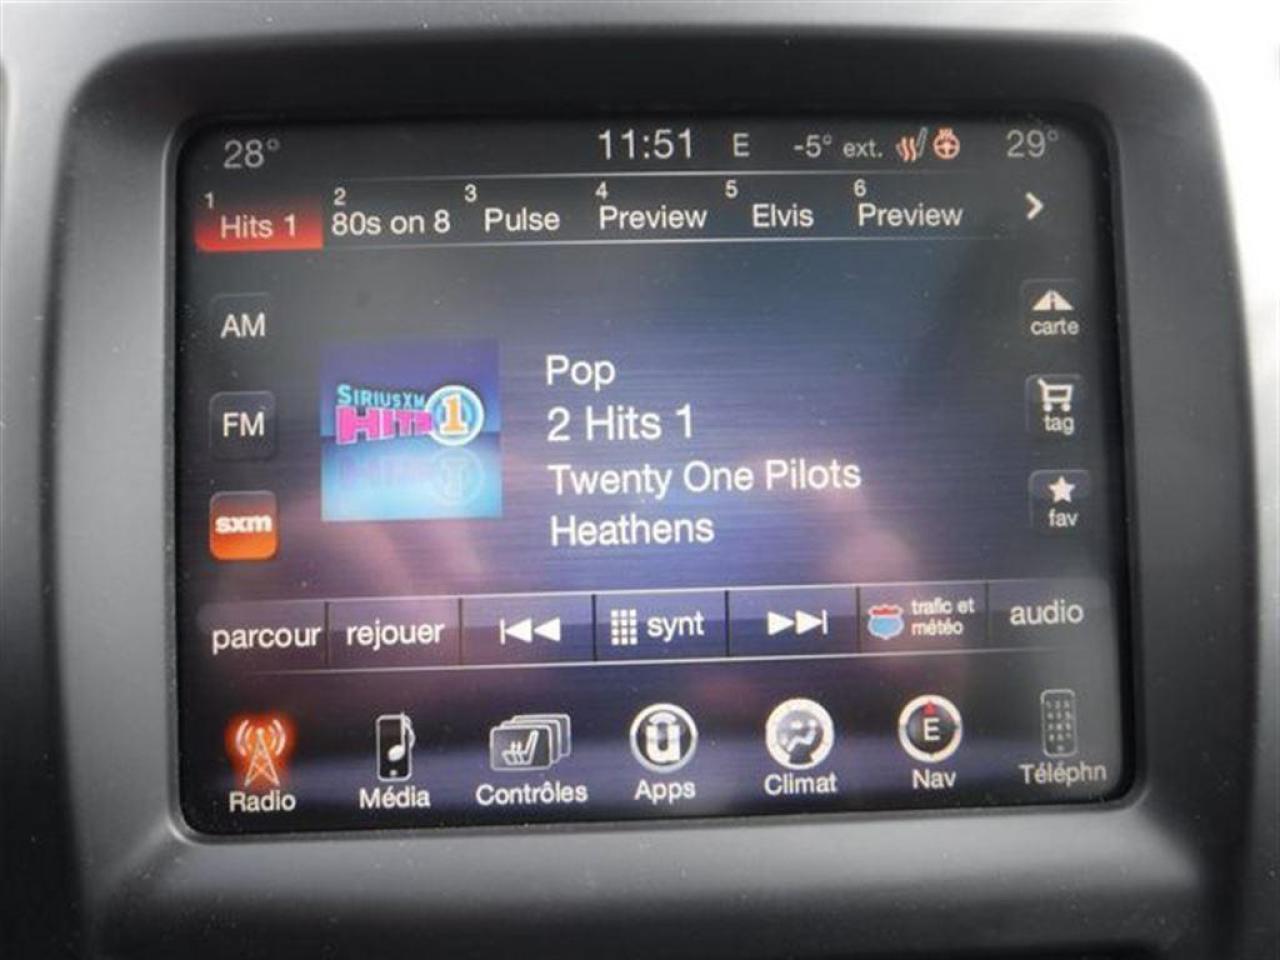 28° 11:51 E -5° ext. 29°
1 Hits 1 2 80s on 8 3 Pulse 4 Preview 5 Elvis 6 Preview
AM
carte
FM
tag
sxm
fav
SIRIUSXM
HITS 1
Pop
2 Hits 1
Twenty One Pilots
Heathens
parcour rejouer synt trafic et météo audio
Radio Média Contrôles Apps Climat E Nav Téléphn